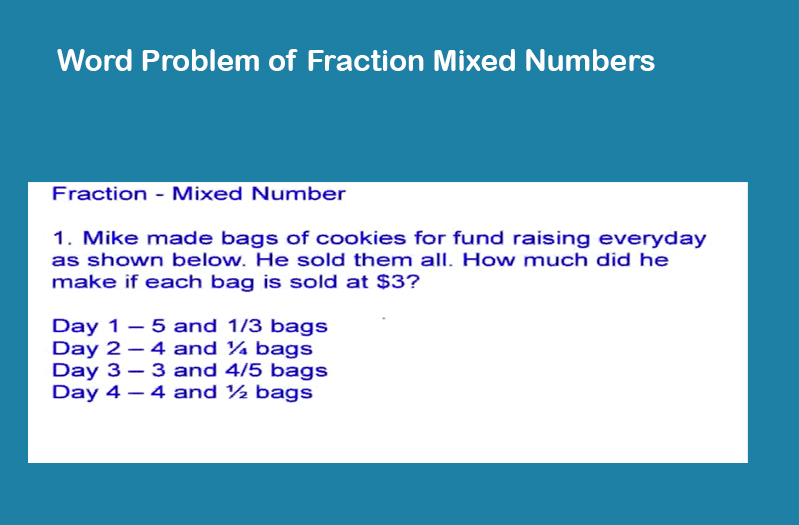 Word Problem of Fraction Mixed Numbers
Fraction - Mixed Number
1. Mike made bags of cookies for fund raising everyday
as shown below. He sold them all. How much did he
make if each bag is sold at $3?
Day 1 – 5 and 1/3 bags
Day 2 – 4 and ¼ bags
Day 3 – 3 and 4/5 bags
Day 4 – 4 and ½ bags